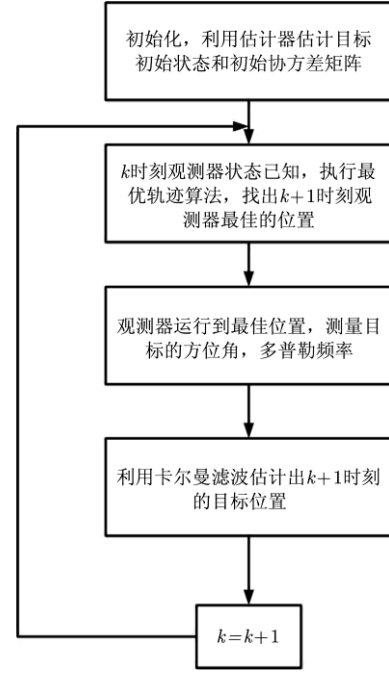 初始化，利用估计器估计目标
初始状态和初始协方差矩阵
k时刻观测器状态已知，执行最
优轨迹算法，找出k+1时刻观
测器最佳的位置
观测器运行到最佳位置，测量目
标的方位角，多普勒频率
利用卡尔曼滤波估计出k+1时刻
的目标位置
k=k+1